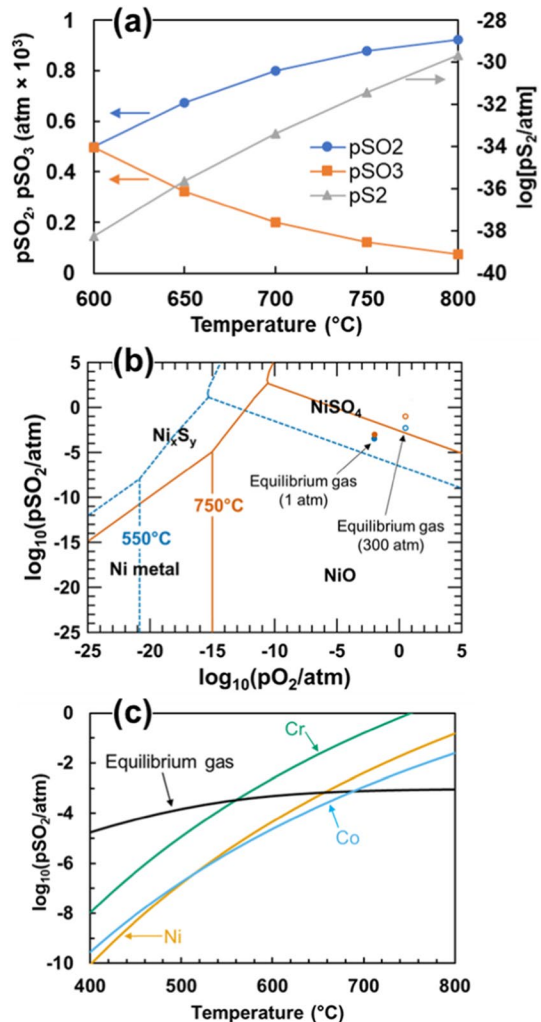 (a)
pSO2, pSO3 (atm × 10³)
1
0.8
0.6
0.4
0.2
0
-28
-30
-32
-34
-36
-38
-40
log[pS2/atm]
pSO2
pSO3
pS2
600 650 700 750 800
Temperature (°C)
(b)
log10(pSO2/atm)
5
0
-5
-10
-15
-20
-25
NixSy
NiSO4
Equilibrium gas
(1 atm)
Equilibrium gas
(300 atm)
750°C
550°C
Ni metal
NiO
-25 -20 -15 -10 -5 0 5
log10(pO2/atm)
(c)
log10(pSO2/atm)
0
-2
-4
-6
-8
-10
Equilibrium gas
Cr
Co
Ni
400 500 600 700 800
Temperature (°C)